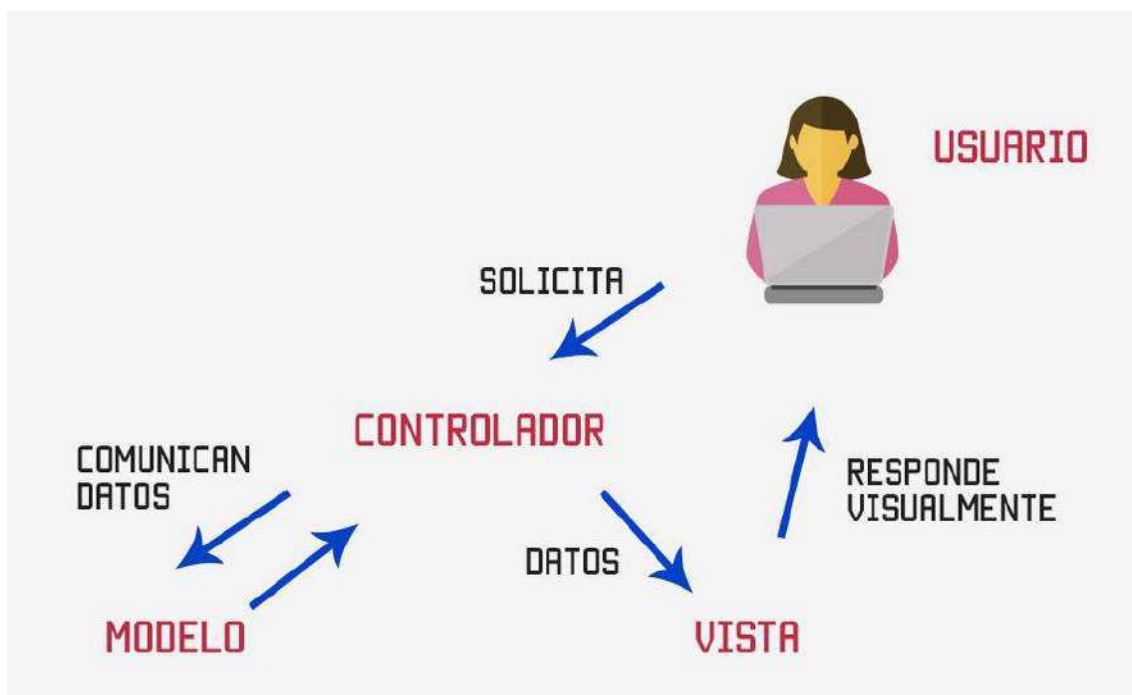 USUARIO
SOLICITA
CONTROLADOR
COMUNICAN
DATOS
RESPONDE
VISUALMENTE
DATOS
MODELO
VISTA